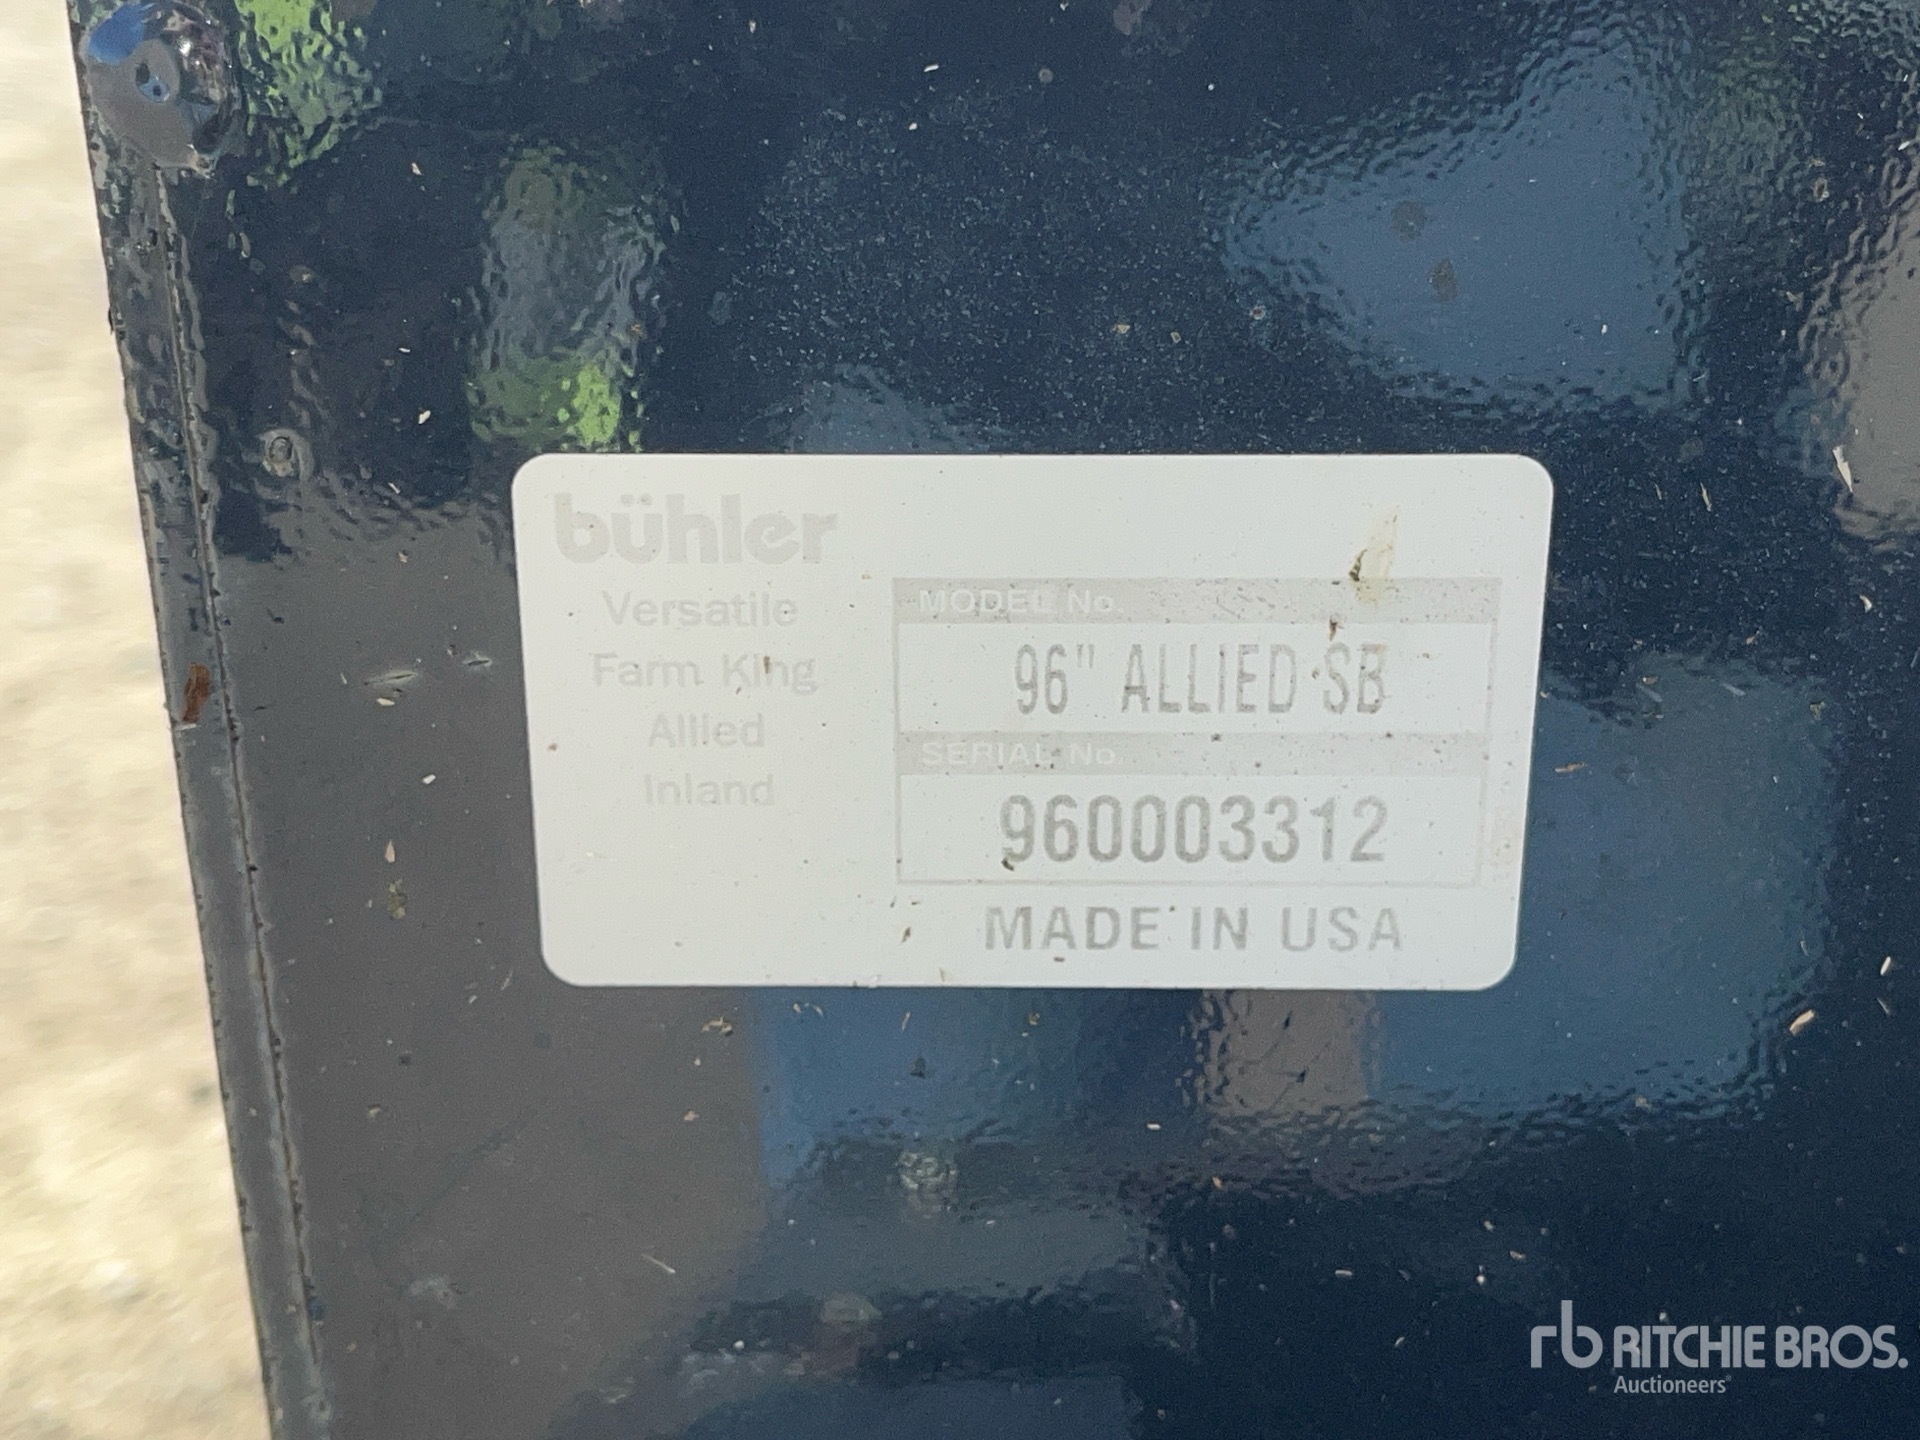 bühler
Versatile
Farm King
Allied
Inland
MODEL No.
96" ALLIED SB
SERIAL No.
960003312
MADE IN USA
rb RITCHIE BROS.
Auctioneers